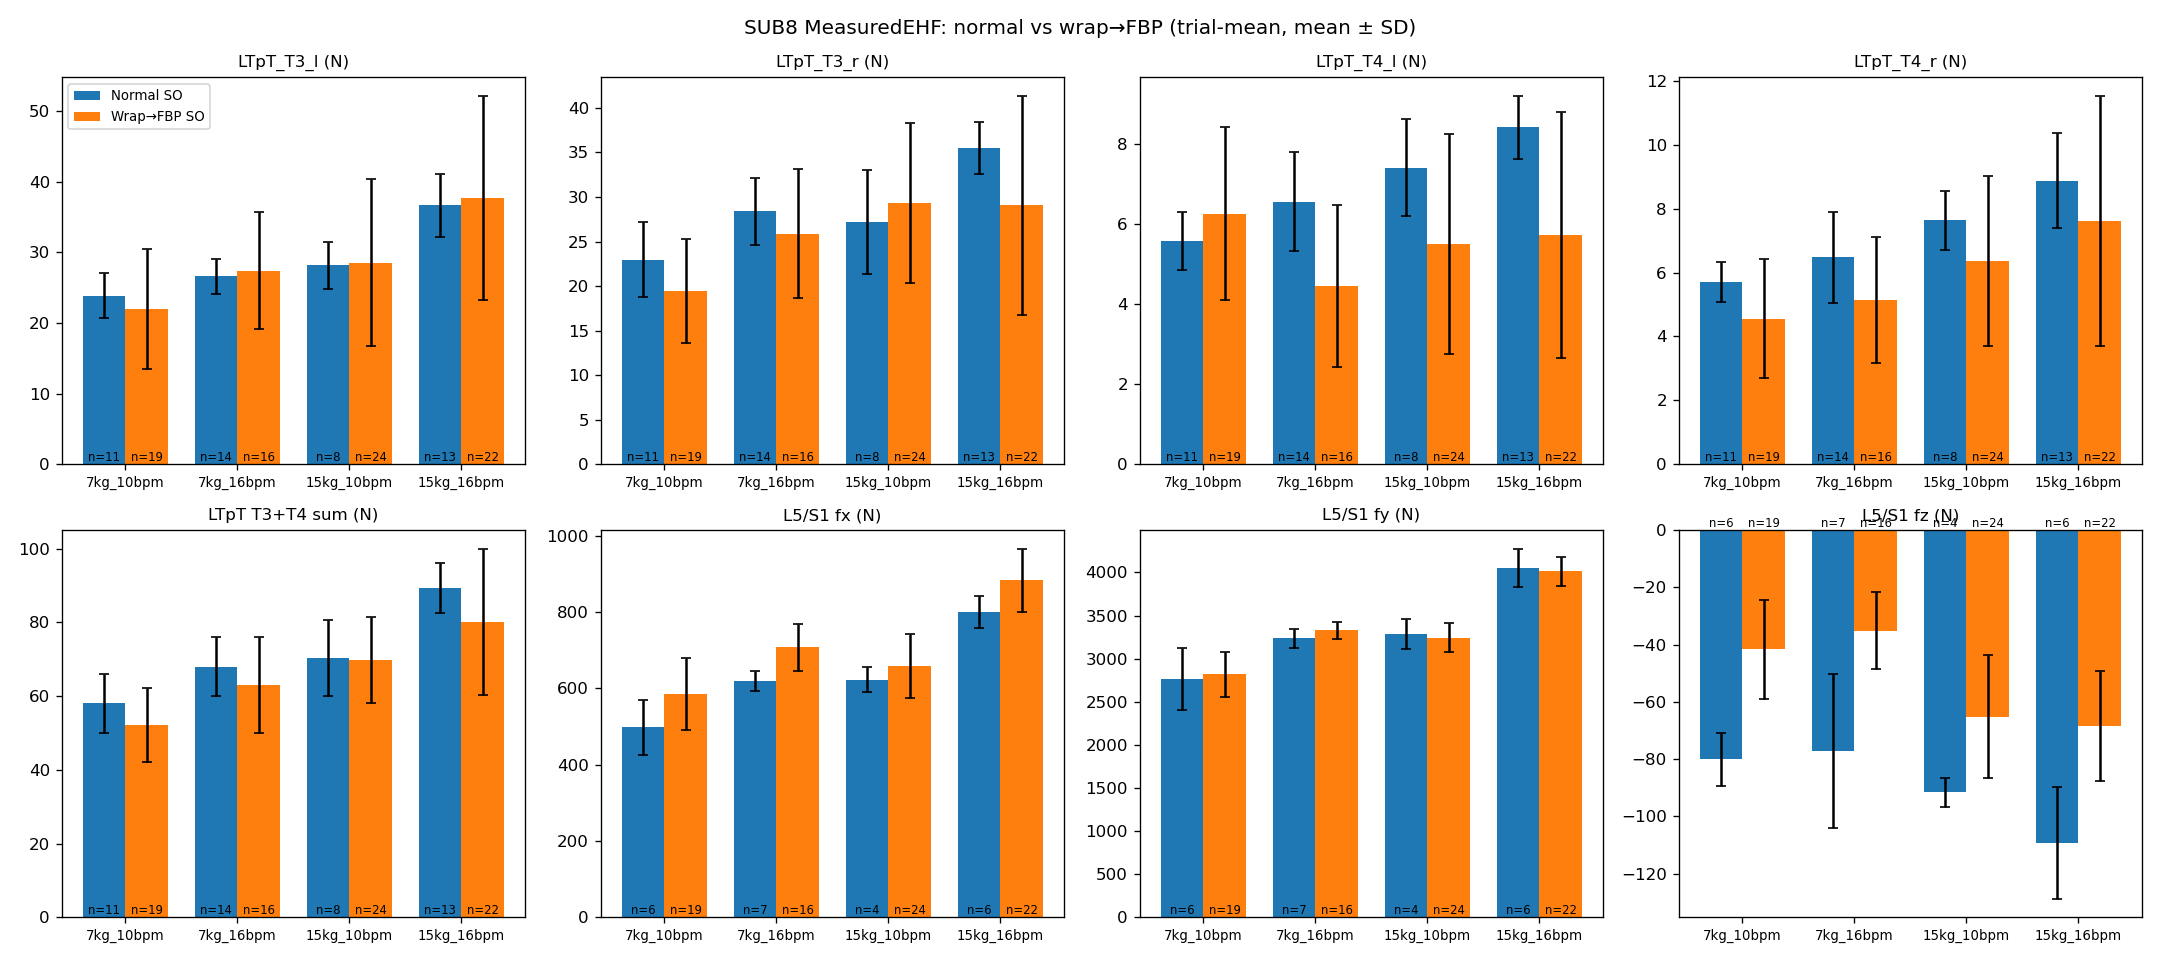 SUB8 MeasuredEHF: normal vs wrap→FBP (trial-mean, mean ± SD)
LTpT_T3_l (N)
Normal SO
Wrap→FBP SO
50
40
30
20
10
0
n=11 n=19 n=14 n=16 n=8 n=24 n=13 n=22
7kg_10bpm 7kg_16bpm 15kg_10bpm 15kg_16bpm
LTpT_T3_r (N)
40
35
30
25
20
15
10
5
0
n=11 n=19 n=14 n=16 n=8 n=24 n=13 n=22
7kg_10bpm 7kg_16bpm 15kg_10bpm 15kg_16bpm
LTpT_T4_l (N)
8
6
4
2
0
n=11 n=19 n=14 n=16 n=8 n=24 n=13 n=22
7kg_10bpm 7kg_16bpm 15kg_10bpm 15kg_16bpm
LTpT_T4_r (N)
12
10
8
6
4
2
0
n=11 n=19 n=14 n=16 n=8 n=24 n=13 n=22
7kg_10bpm 7kg_16bpm 15kg_10bpm 15kg_16bpm
LTpT T3+T4 sum (N)
100
80
60
40
20
0
n=11 n=19 n=14 n=16 n=8 n=24 n=13 n=22
7kg_10bpm 7kg_16bpm 15kg_10bpm 15kg_16bpm
L5/S1 fx (N)
1000
800
600
400
200
0
n=6 n=19 n=7 n=16 n=4 n=24 n=6 n=22
7kg_10bpm 7kg_16bpm 15kg_10bpm 15kg_16bpm
L5/S1 fy (N)
4000
3500
3000
2500
2000
1500
1000
500
0
n=6 n=19 n=7 n=16 n=4 n=24 n=6 n=22
7kg_10bpm 7kg_16bpm 15kg_10bpm 15kg_16bpm
L5/S1 fz (N)
n=6 n=19 n=7 n=16 n=4 n=24 n=6 n=22
0
−20
−40
−60
−80
−100
−120
7kg_10bpm 7kg_16bpm 15kg_10bpm 15kg_16bpm